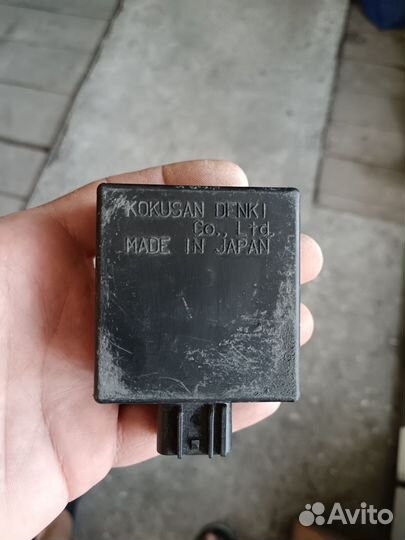 KOKUSAN DENKI
Co., Ltd.
MADE IN JAPAN
Avito